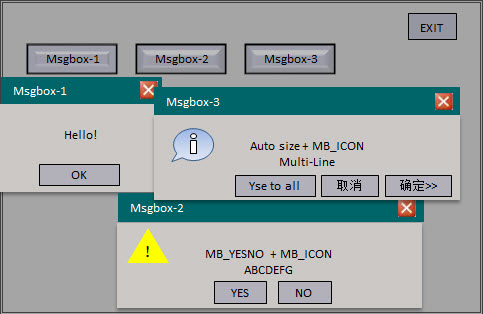 EXIT
Msgbox-1 Msgbox-2 Msgbox-3
Msgbox-1
Hello!
OK
Msgbox-3
i
Auto size + MB_ICON
Multi-Line
Yse to all 取消 确定>>
Msgbox-2
!
MB_YESNO + MB_ICON
ABCDEFG
YES NO